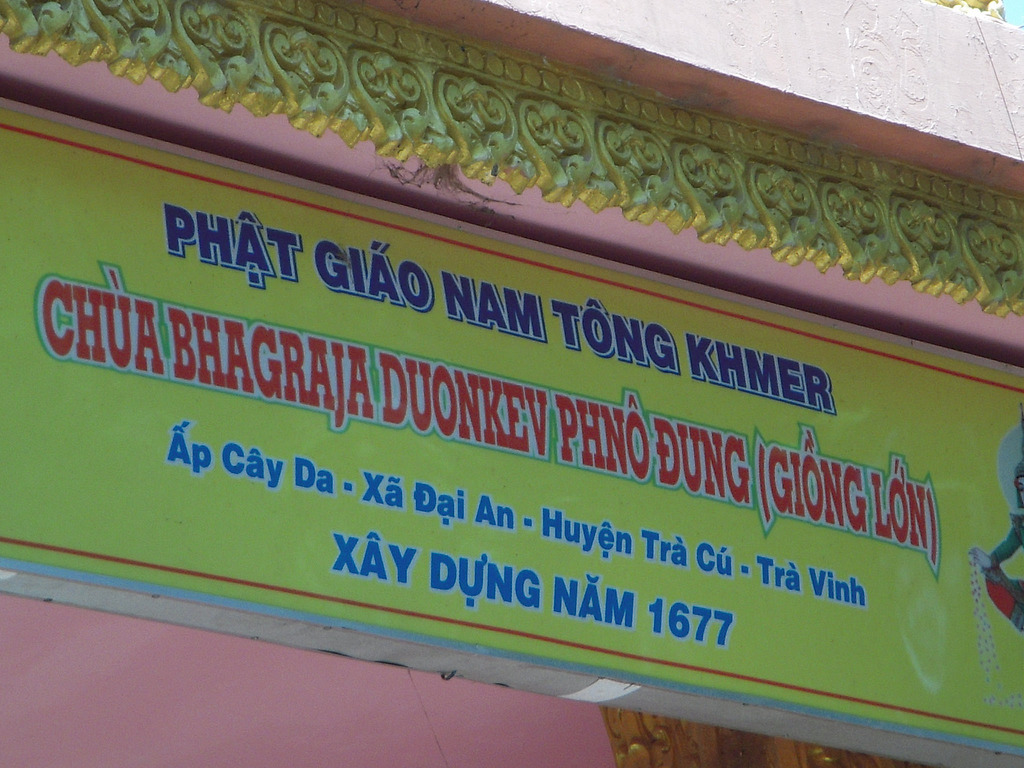 PHẬT GIÁO NAM TÔNG KHMER
CHÙA BHAGRAJA DUONKEV PHNÔ ĐUNG (GIỒNG LỚN)
Ấp Cây Da - Xã Đại An - Huyện Trà Cú - Trà Vinh
XÂY DỰNG NĂM 1677